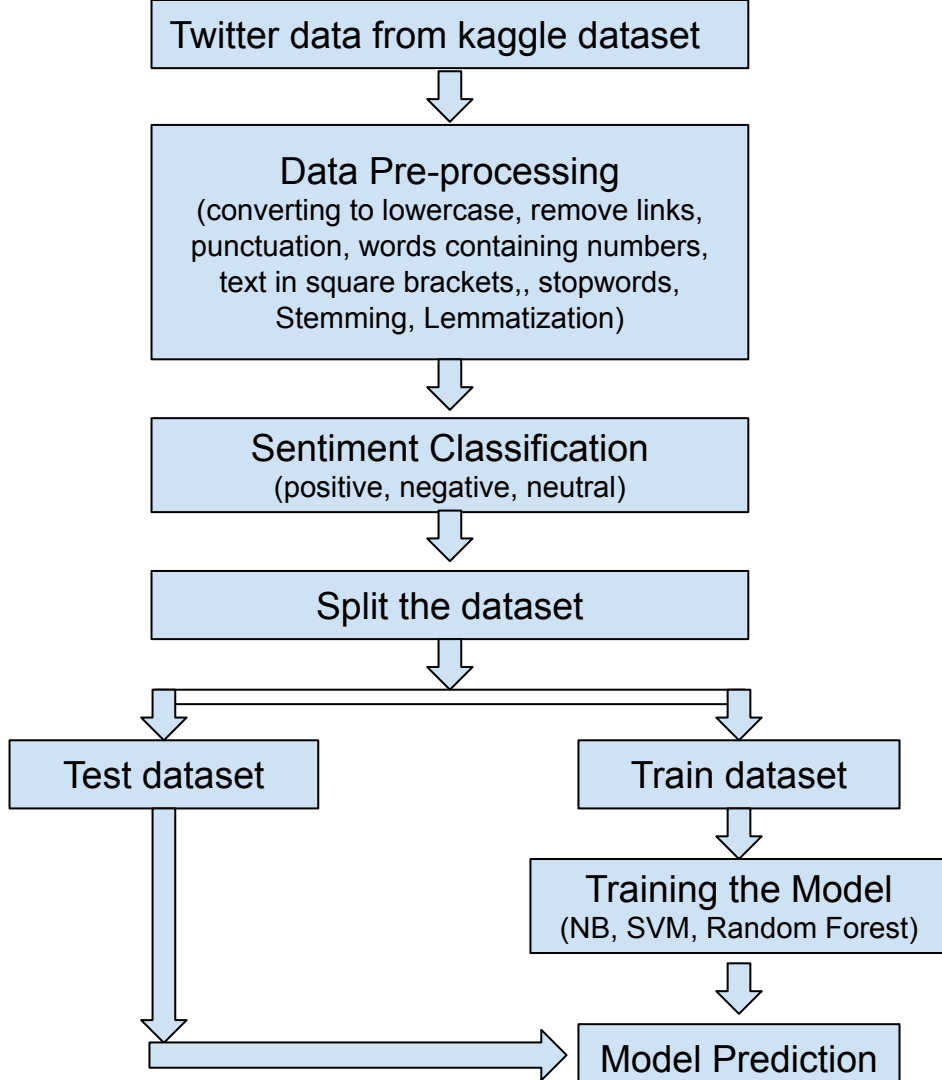 Twitter data from kaggle dataset
Data Pre-processing
(converting to lowercase, remove links,
punctuation, words containing numbers,
text in square brackets,, stopwords,
Stemming, Lemmatization)
Sentiment Classification
(positive, negative, neutral)
Split the dataset
Test dataset
Train dataset
Training the Model
(NB, SVM, Random Forest)
Model Prediction